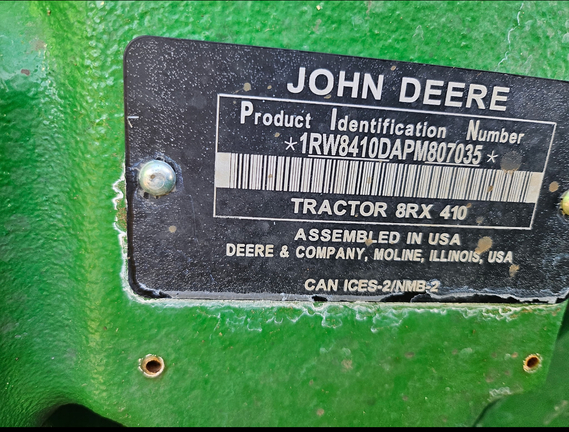 JOHN DEERE
Product Identification Number
*1RW8410DAPM807035*
TRACTOR 8RX 410
ASSEMBLED IN USA
DEERE & COMPANY, MOLINE, ILLINOIS, USA
CAN ICES-2/NMB-2